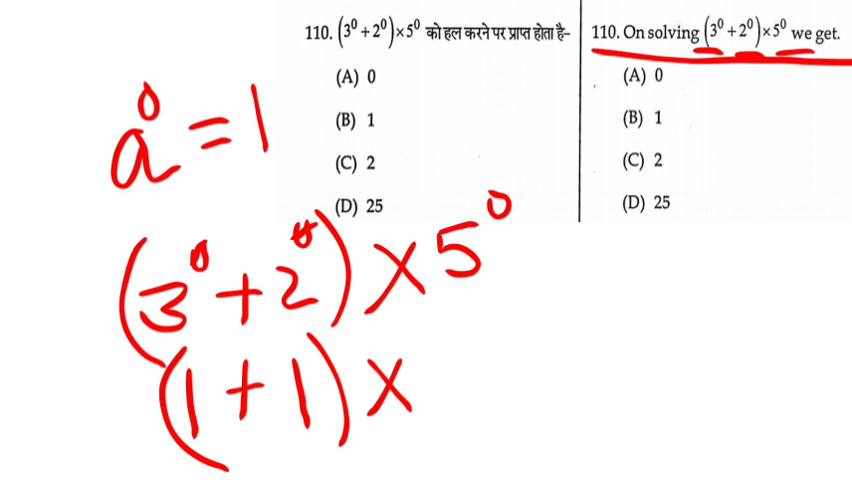 110. (3⁰ + 2⁰) × 5⁰ को हल करने पर प्राप्त होता है-
(A) 0
(B) 1
(C) 2
(D) 25
110. On solving (3⁰ + 2⁰) × 5⁰ we get.
(A) 0
(B) 1
(C) 2
(D) 25
a⁰ = 1
(3⁰ + 2⁰) × 5⁰
(1 + 1) ×